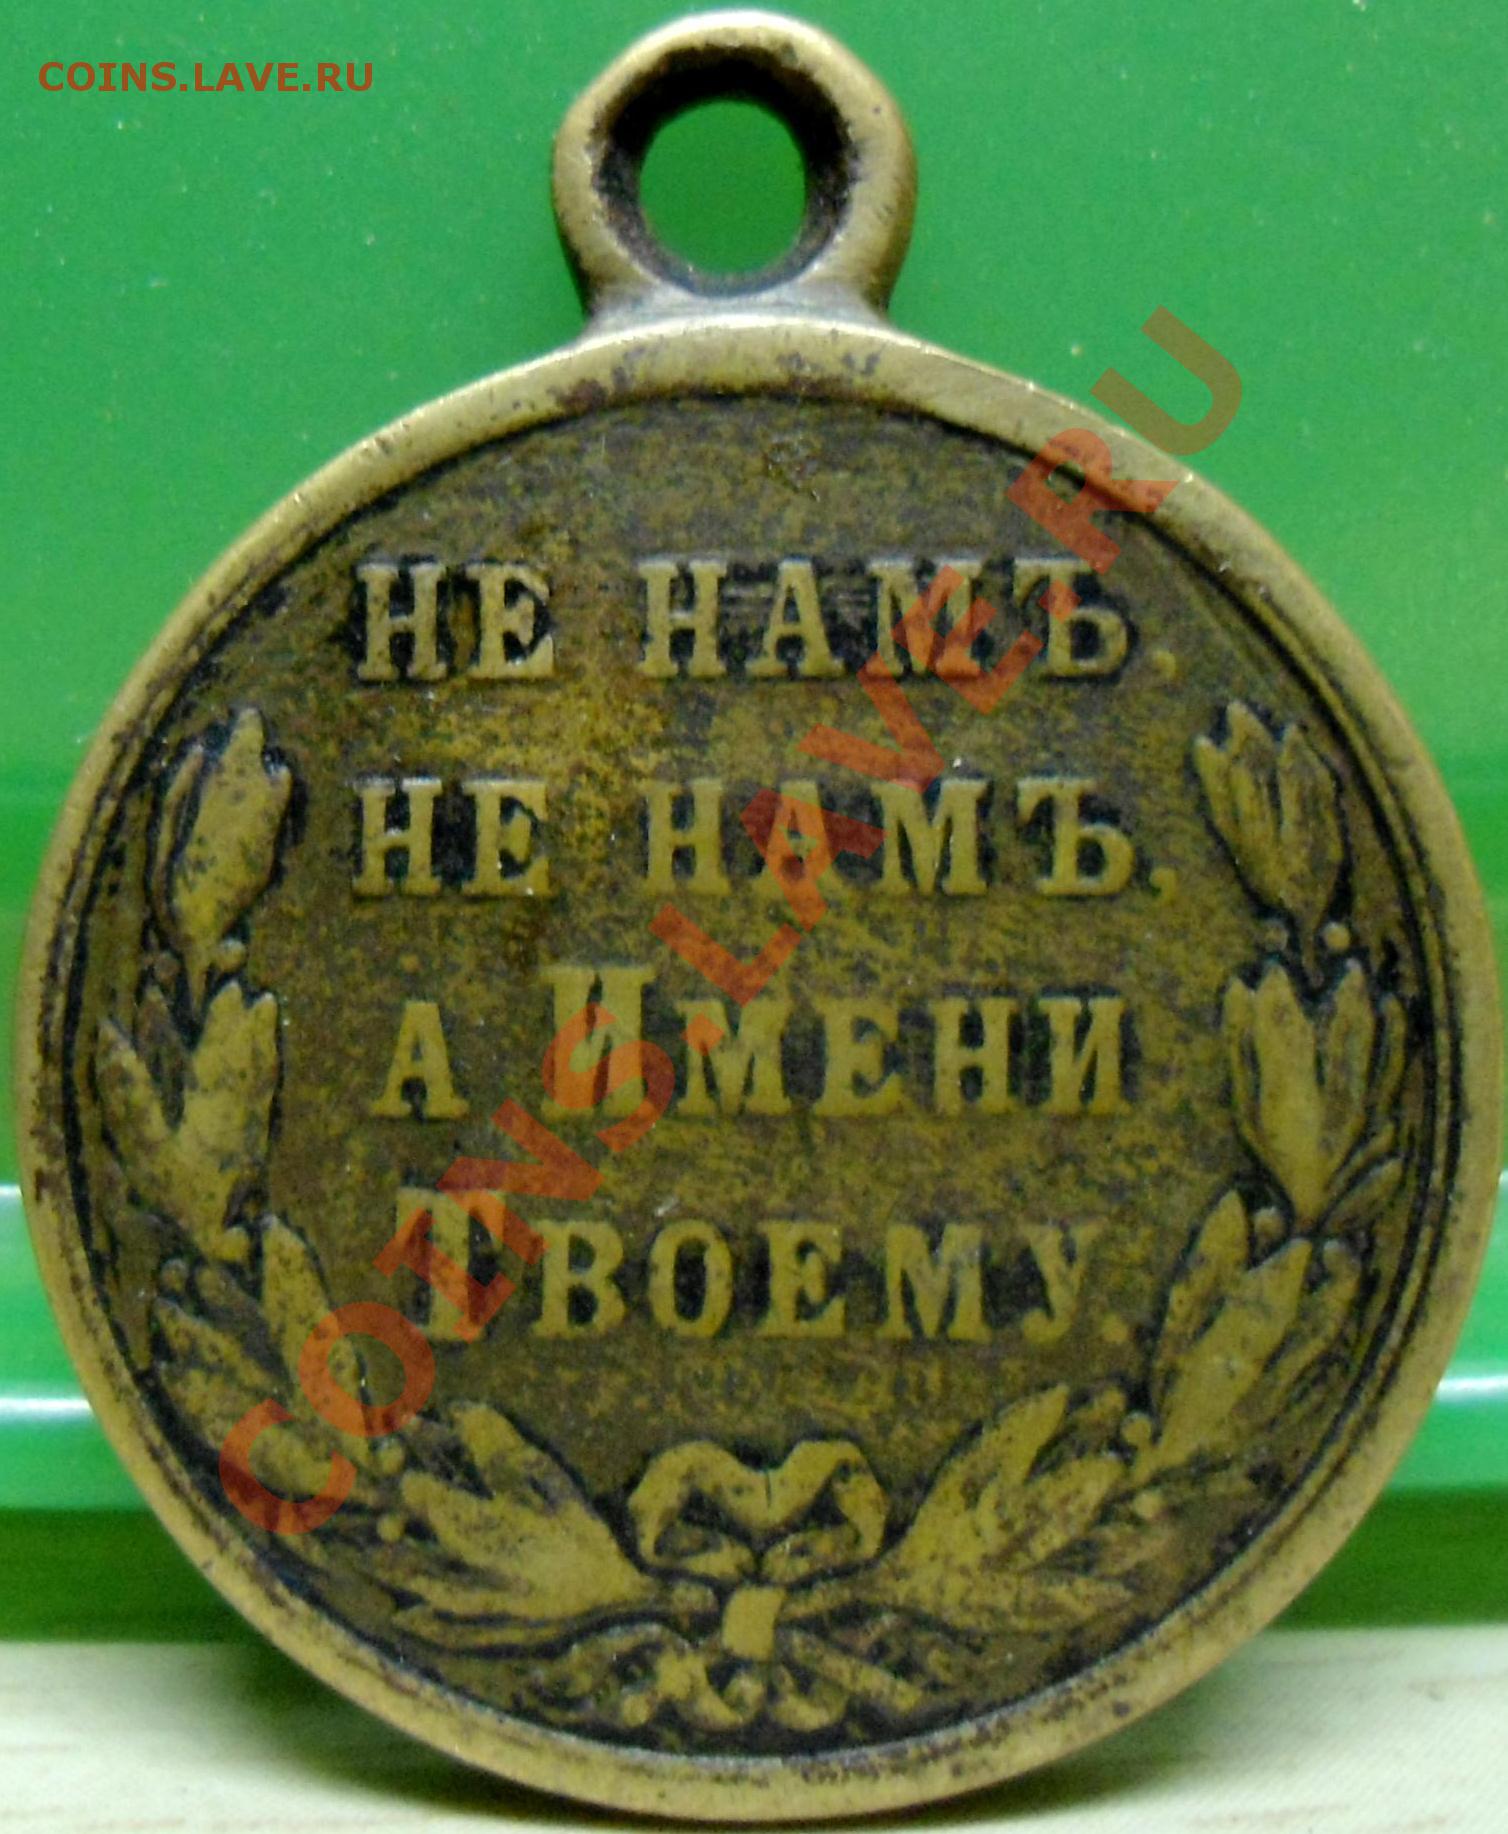 COINS.LAVE.RU
НЕ НАМЪ,
НЕ НАМЪ,
А ИМЕНИ
ТВОЕМУ.
COINS.LAVE.RU